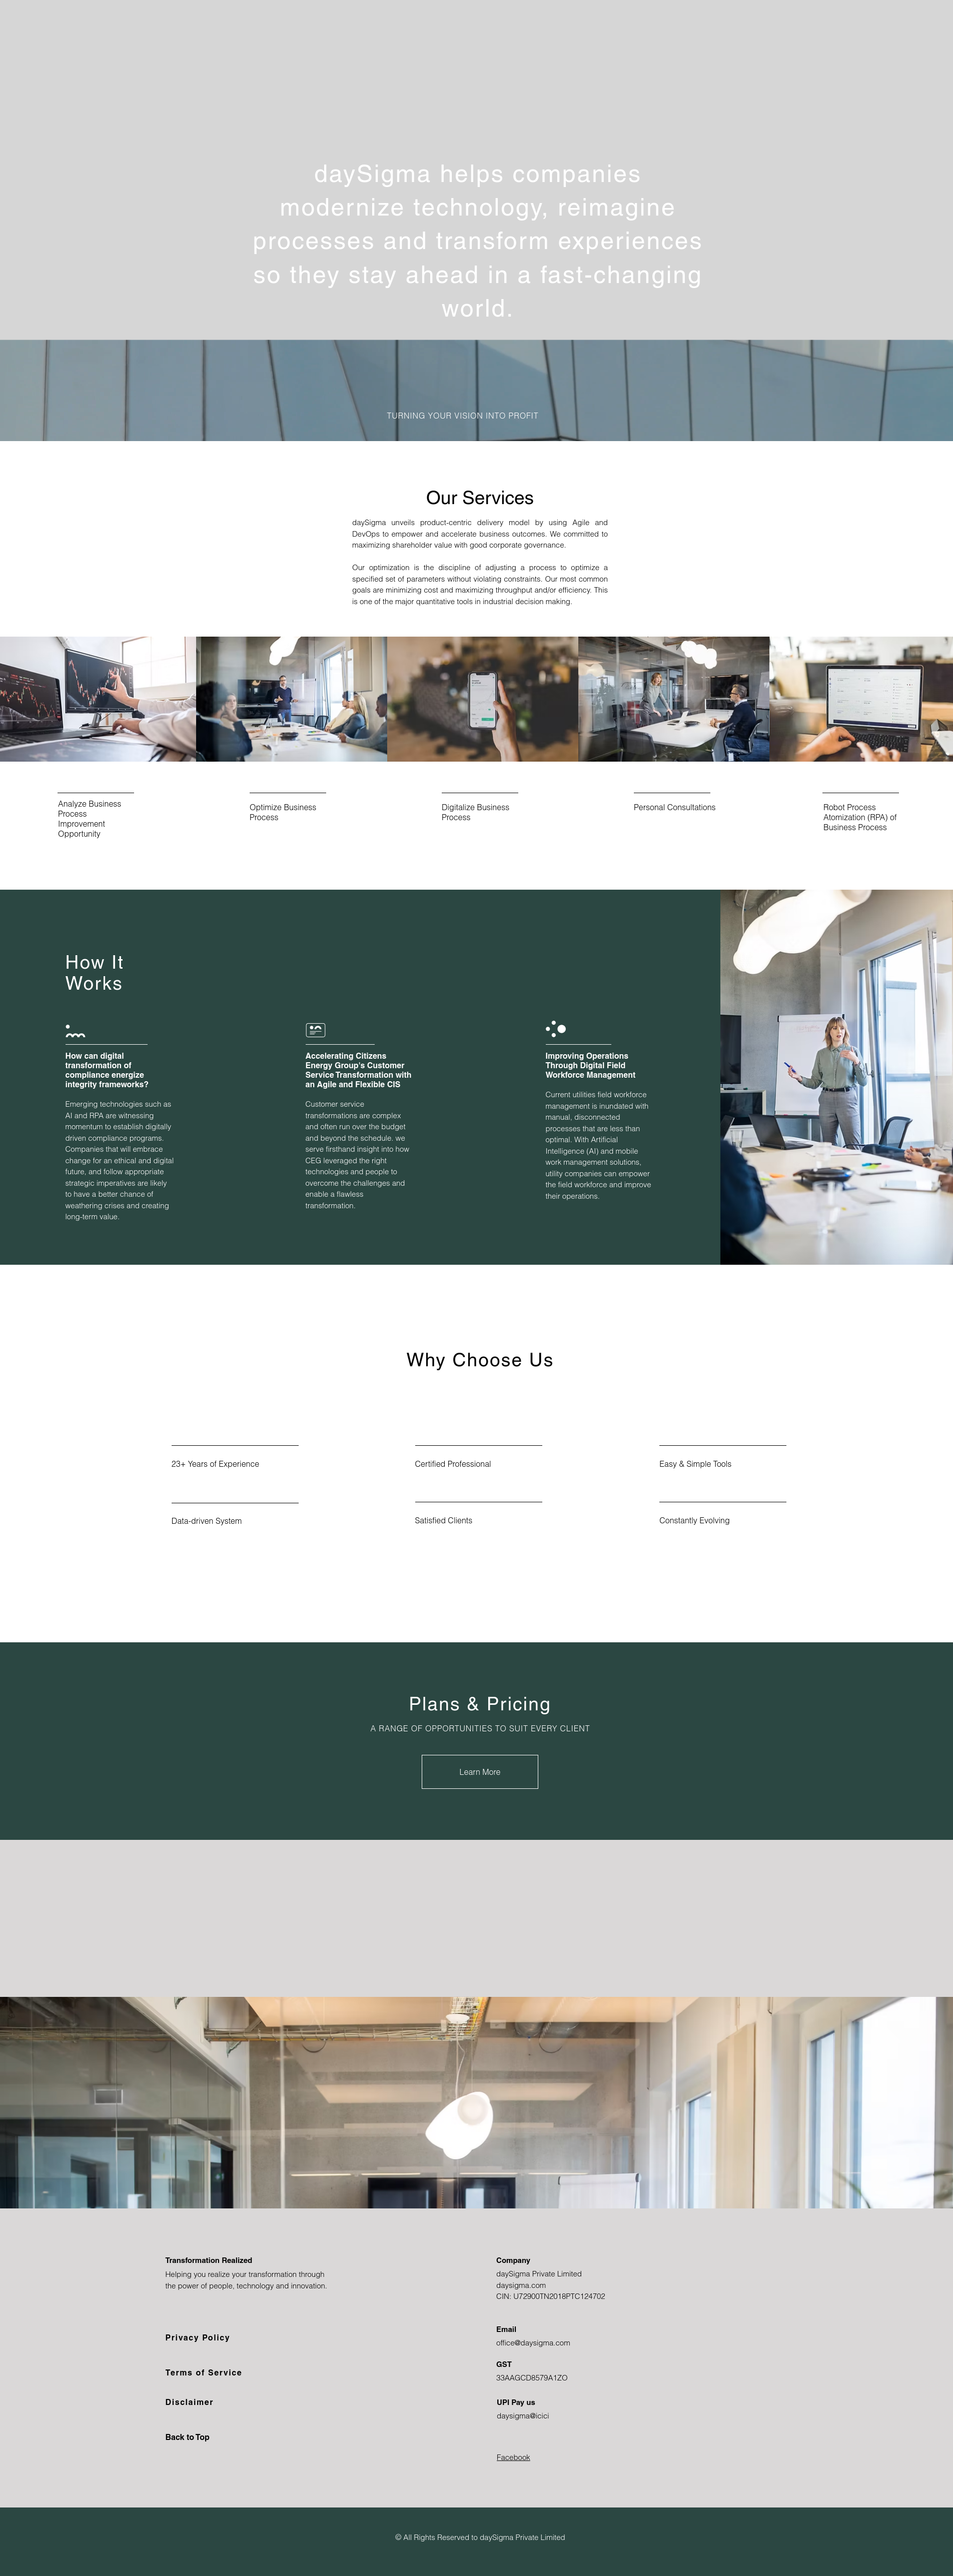 daySigma helps companies
modernize technology, reimagine
processes and transform experiences
so they stay ahead in a fast-changing
world.
TURNING YOUR VISION INTO PROFIT
Our Services
daySigma unveils product-centric delivery model by using Agile and
DevOps to empower and accelerate business outcomes. We committed to
maximizing shareholder value with good corporate governance.
Our optimization is the discipline of adjusting a process to optimize a
specified set of parameters without violating constraints. Our most common
goals are minimizing cost and maximizing throughput and/or efficiency. This
is one of the major quantitative tools in industrial decision making.
Analyze Business
Process
Improvement
Opportunity
Optimize Business
Process
Digitalize Business
Process
Personal Consultations
Robot Process
Atomization (RPA) of
Business Process
How It
Works
How can digital
transformation of
compliance energize
integrity frameworks?
Emerging technologies such as
AI and RPA are witnessing
momentum to establish digitally
driven compliance programs.
Companies that will embrace
change for an ethical and digital
future, and follow appropriate
strategic imperatives are likely
to have a better chance of
weathering crises and creating
long-term value.
Accelerating Citizens
Energy Group's Customer
Service Transformation with
an Agile and Flexible CIS
Customer service
transformations are complex
and often run over the budget
and beyond the schedule. we
serve firsthand insight into how
CEG leveraged the right
technologies and people to
overcome the challenges and
enable a flawless
transformation.
Improving Operations
Through Digital Field
Workforce Management
Current utilities field workforce
management is inundated with
manual, disconnected
processes that are less than
optimal. With Artificial
Intelligence (AI) and mobile
work management solutions,
utility companies can empower
the field workforce and improve
their operations.
Why Choose Us
23+ Years of Experience
Certified Professional
Easy & Simple Tools
Data-driven System
Satisfied Clients
Constantly Evolving
Plans & Pricing
A RANGE OF OPPORTUNITIES TO SUIT EVERY CLIENT
Learn More
Transformation Realized
Helping you realize your transformation through
the power of people, technology and innovation.
Privacy Policy
Terms of Service
Disclaimer
Back to Top
Company
daySigma Private Limited
daysigma.com
CIN: U72900TN2018PTC124702
Email
office@daysigma.com
GST
33AAGCD8579A1ZO
UPI Pay us
daysigma@icici
Facebook
© All Rights Reserved to daySigma Private Limited